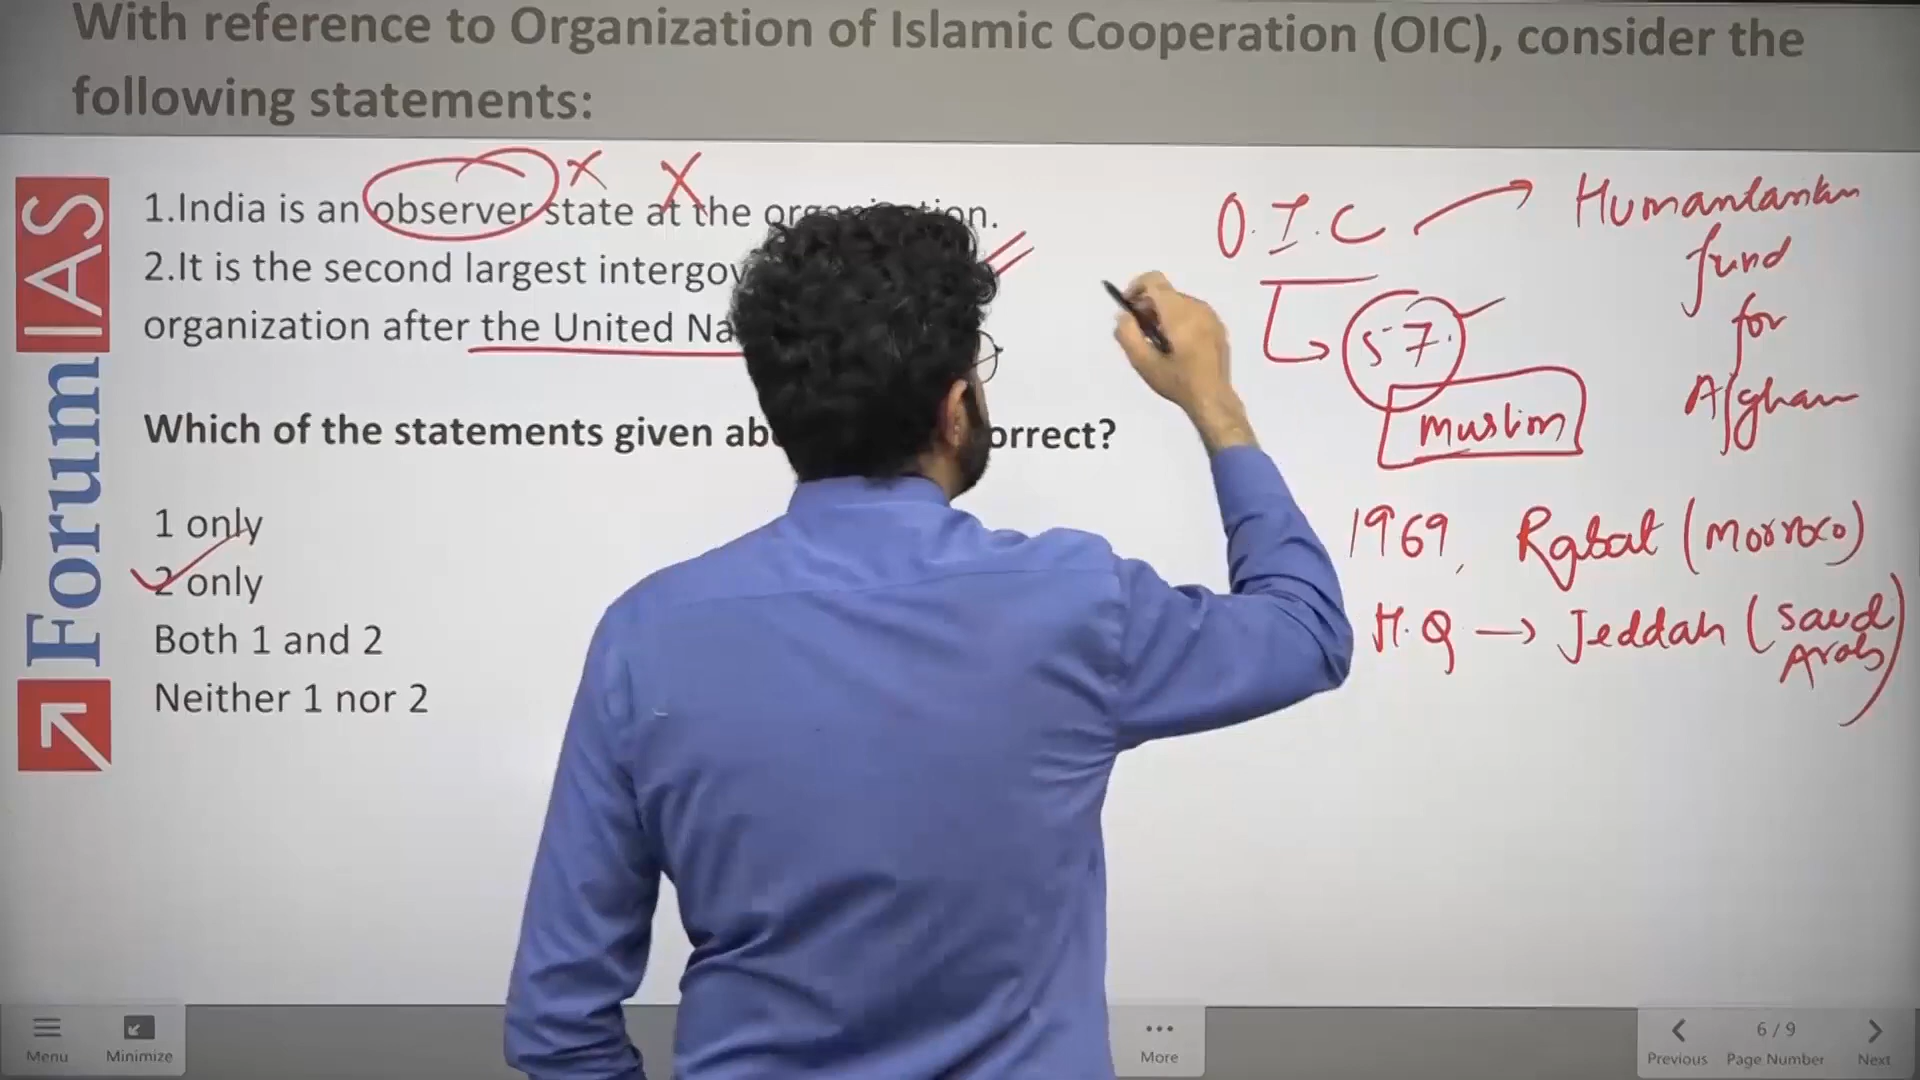 With reference to Organization of Islamic Cooperation (OIC), consider the
following statements:
1.India is an observer state at the organization.
2.It is the second largest intergov
organization after the United Na
Which of the statements given ab orrect?
1 only
2 only
Both 1 and 2
Neither 1 nor 2
Forum IAS
O.I.C
57.
Muslim
Humanitarian
fund
for
Afghan
1969, Rabat (Morroco)
H.Q → Jeddah (Saudi
Arab)
Menu
Minimize
More
Previous
6 / 9
Page Number
Next